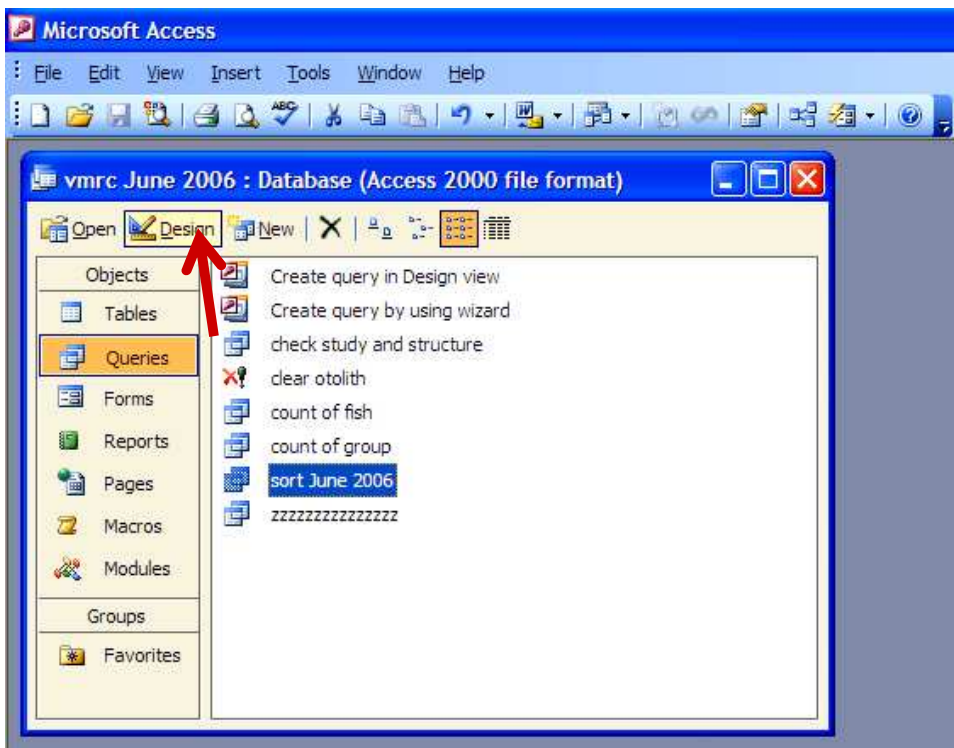 Microsoft Access
File Edit View Insert Tools Window Help
ABC W
vmrc June 2006 : Database (Access 2000 file format)
Open Design New
Objects
Tables
Queries
Forms
Reports
Pages
Macros
Modules
Groups
Favorites
Create query in Design view
Create query by using wizard
check study and structure
clear otolith
count of fish
count of group
sort June 2006
zzzzzzzzzzzzzzz